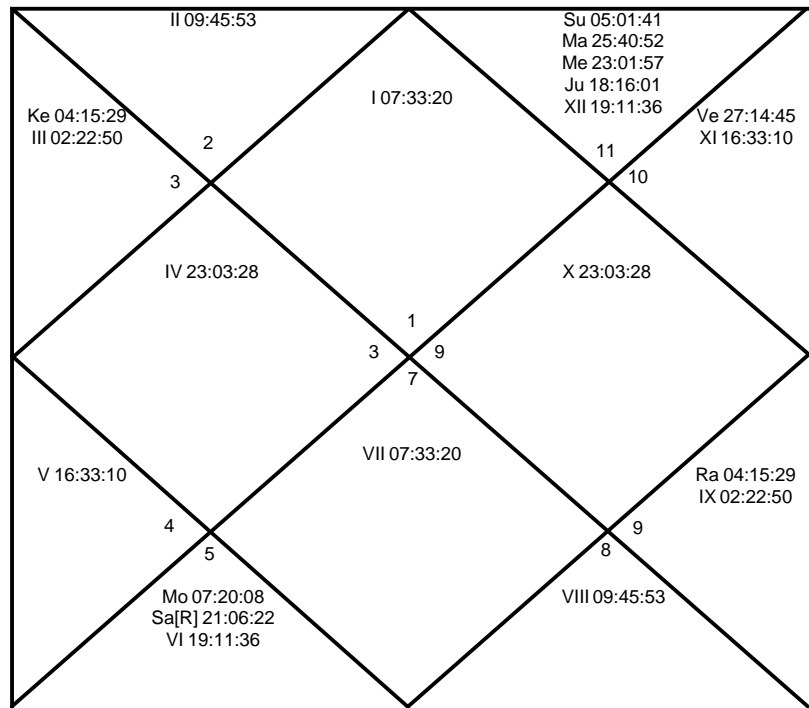 II 09:45:53
Su 05:01:41
Ma 25:40:52
Me 23:01:57
Ju 18:16:01
XII 19:11:36
I 07:33:20
Ke 04:15:29
III 02:22:50
Ve 27:14:45
XI 16:33:10
2
11
3
10
IV 23:03:28
X 23:03:28
1
3
9
7
V 16:33:10
VII 07:33:20
Ra 04:15:29
IX 02:22:50
4
9
5
8
Mo 07:20:08
Sa[R] 21:06:22
VI 19:11:36
VIII 09:45:53